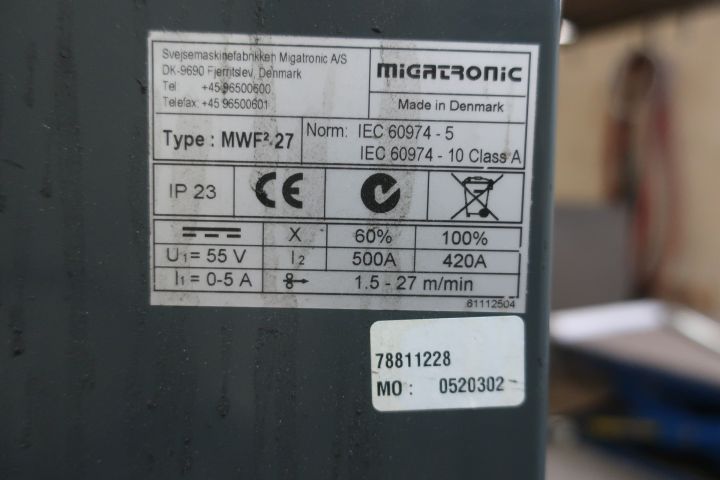 Svejsemaskinefabrikken Migatronic A/S
DK-9690 Fjerritslev, Denmark
Tel +45 96500600
Telefax: +45 96500601
MIGATRONIC
Made in Denmark
Type : MWF² 27
Norm: IEC 60974 - 5
IEC 60974 - 10 Class A
IP 23 CE
X 60% 100%
U1= 55 V I2 500A 420A
I1= 0-5 A 1.5 - 27 m/min
61112504
78811228
MO : 0520302